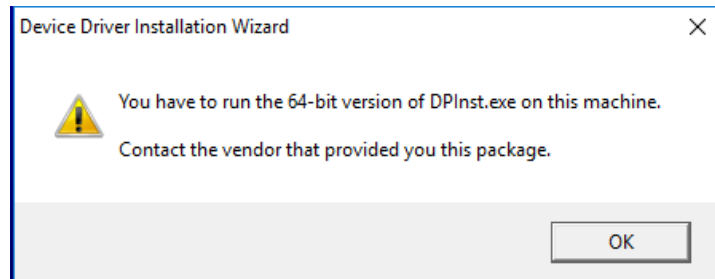 Device Driver Installation Wizard
You have to run the 64-bit version of DPInst.exe on this machine.
Contact the vendor that provided you this package.
OK